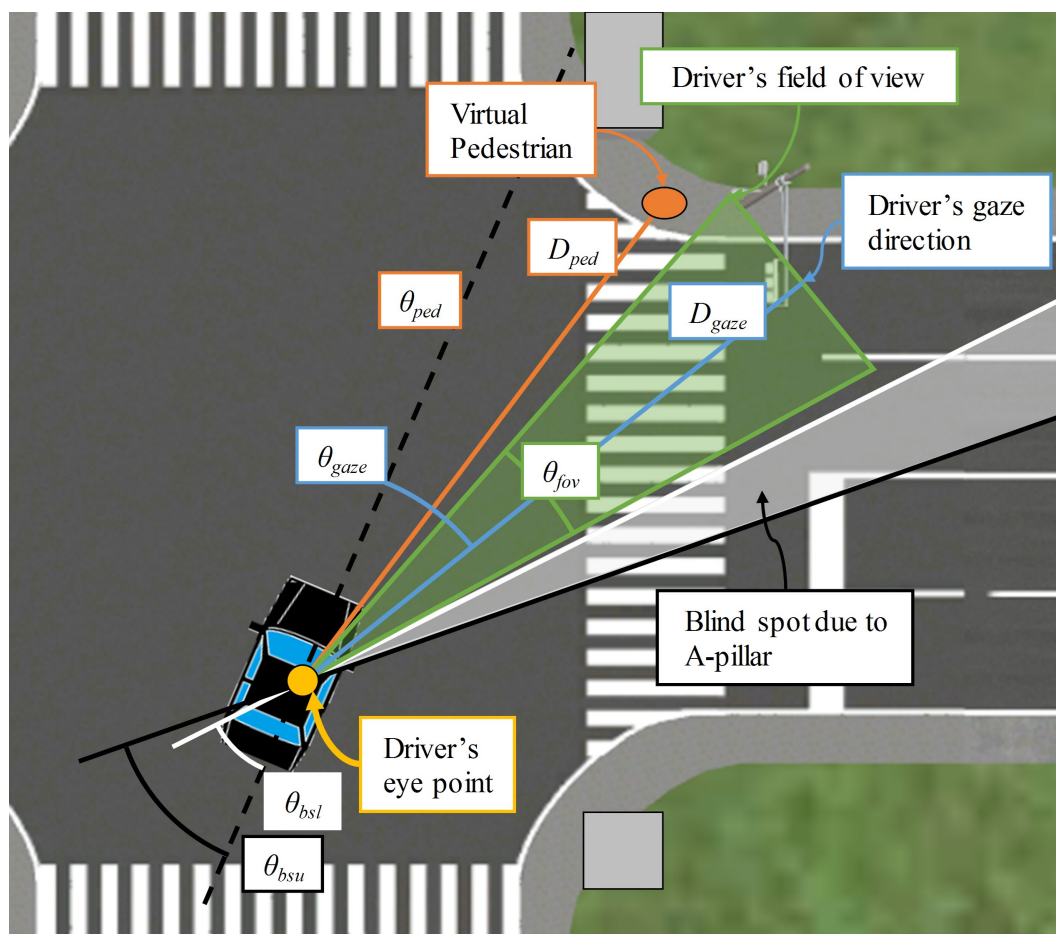 Driver's field of view
Virtual
Pedestrian
Driver's gaze
direction
D_ped
θ_ped
D_gaze
θ_gaze
θ_fov
Blind spot due to
A-pillar
Driver's
eye point
θ_bsl
θ_bsu